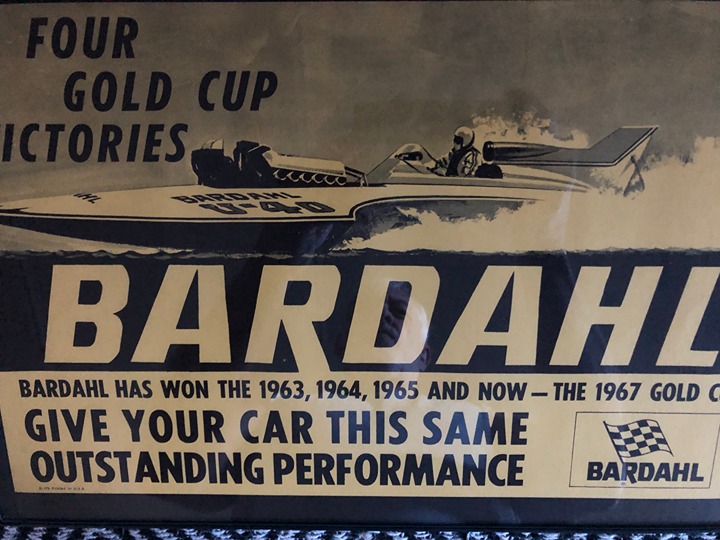 FOUR
GOLD CUP
ICTORIES
BARDAHL
U-40
HL
BARDAHL
BARDAHL HAS WON THE 1963, 1964, 1965 AND NOW — THE 1967 GOLD C
GIVE YOUR CAR THIS SAME
OUTSTANDING PERFORMANCE
BARDAHL